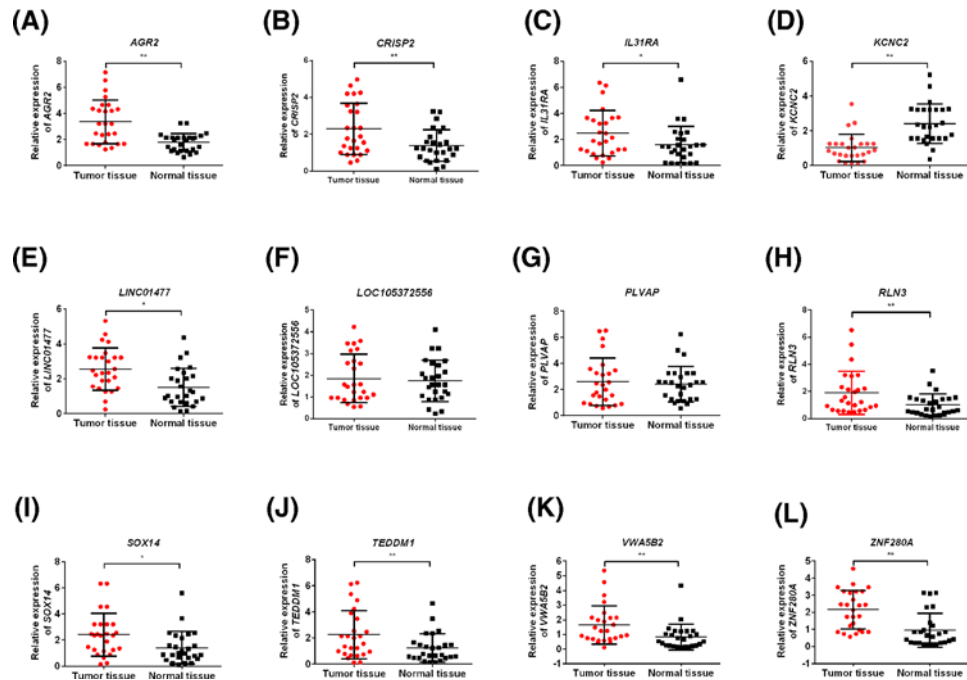 (A)
AGR2
**
Relative expression
of AGR2
8
6
4
2
0
Tumor tissue Normal tissue
(B)
CRISP2
**
Relative expression
of CRISP2
6
4
2
0
Tumor tissue Normal tissue
(C)
IL31RA
*
Relative expression
of IL31RA
8
6
4
2
0
Tumor tissue Normal tissue
(D)
KCNC2
**
Relative expression
of KCNC2
6
4
2
0
Tumor tissue Normal tissue
(E)
LINC01477
*
Relative expression
of LINC01477
6
4
2
0
Tumor tissue Normal tissue
(F)
LOC105372556
Relative expression
of LOC105372556
5
4
3
2
1
0
Tumor tissue Normal tissue
(G)
PLVAP
Relative expression
of PLVAP
8
6
4
2
0
Tumor tissue Normal tissue
(H)
RLN3
**
Relative expression
of RLN3
8
6
4
2
0
Tumor tissue Normal tissue
(I)
SOX14
*
Relative expression
of SOX14
8
6
4
2
0
Tumor tissue Normal tissue
(J)
TEDDM1
**
Relative expression
of TEDDM1
8
6
4
2
0
Tumor tissue Normal tissue
(K)
VWA5B2
**
Relative expression
of VWA5B2
6
5
4
3
2
1
0
-1
Tumor tissue Normal tissue
(L)
ZNF280A
**
Relative expression
of ZNF280A
5
4
3
2
1
0
-1
Tumor tissue Normal tissue